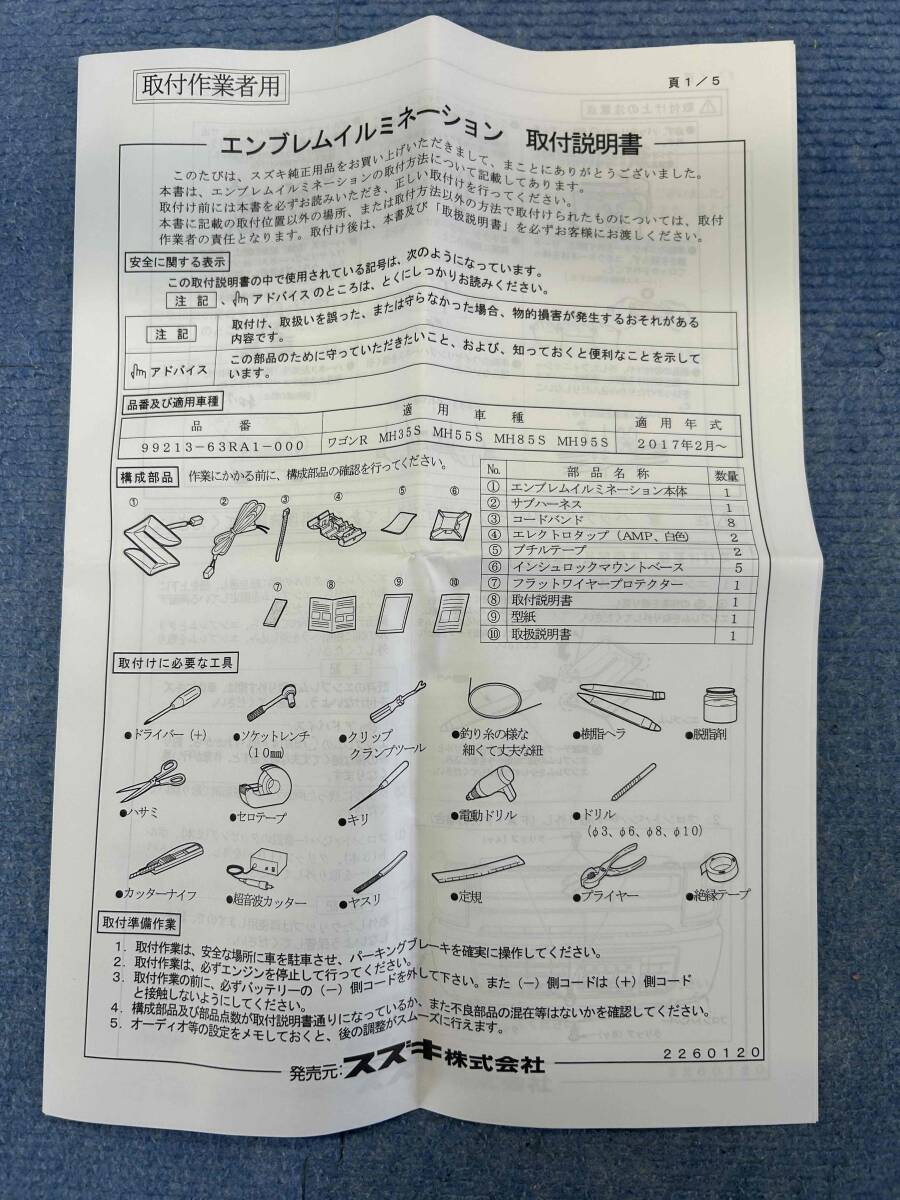 取付作業者用
頁1／5
エンブレムイルミネーション 取付説明書
このたびは、スズキ純正用品をお買い上げいただきまして、まことにありがとうございました。
本書は、エンブレムイルミネーションの取付方法について記載してあります。
取付け前には本書を必ずお読みいただき、正しい取付けを行ってください。
本書に記載の取付位置以外の場所、または取付方法以外の方法で取付けられたものについては、取付
作業者の責任となります。取付け後は、本書及び「取扱説明書」を必ずお客様にお渡しください。
安全に関する表示
この取付説明書の中で使用されている記号は、次のようになっています。
注 記 、 アドバイス のところは、とくにしっかりお読みください。
注 記 取付け、取扱いを誤った、または守らなかった場合、物的損害が発生するおそれがある
内容です。
アドバイス この部品のために守っていただきたいこと、および、知っておくと便利なことを示して
います。
品番及び適用車種
品 番 適 用 車 種 適 用 年 式
99213-63RA1-000 ワゴンR MH35S MH55S MH85S MH95S 2017年2月～
構成部品 作業にかかる前に、構成部品の確認を行ってください。
① ② ③ ④ ⑤ ⑥
⑦ ⑧ ⑨ ⑩
No. 部 品 名 称 数量
① エンブレムイルミネーション本体 1
② サブハーネス 1
③ コードバンド 8
④ エレクトロタップ（AMP、白色） 2
⑤ ブチルテープ 2
⑥ インシュロックマウントベース 5
⑦ フラットワイヤープロテクター 1
⑧ 取付説明書 1
⑨ 型紙 1
⑩ 取扱説明書 1
取付けに必要な工具
●ドライバー（+） ●ソケットレンチ ●クリップ ●釣り糸の様な ●樹脂ヘラ ●脱脂剤
（10㎜） クランプツール 細くて丈夫な紐
●ハサミ ●セロテープ ●キリ ●電動ドリル ●ドリル
（φ3、φ6、φ8、φ10）
●カッターナイフ ●超音波カッター ●ヤスリ ●定規 ●プライヤー ●絶縁テープ
取付準備作業
1．取付作業は、安全な場所に車を駐車させ、パーキングブレーキを確実に操作してください。
2．取付作業は、必ずエンジンを停止して行ってください。
3．取付作業の前に、必ずバッテリーの（－）側コードを外して下さい。また（－）側コードは（＋）側コード
と接触しないようにしてください。
4．構成部品及び部品点数が取付説明書通りになっているか、また不良部品の混在等はないかを確認してください。
5．オーディオ等の設定をメモしておくと、後の調整がスムーズに行えます。
2260120
発売元：スズキ株式会社